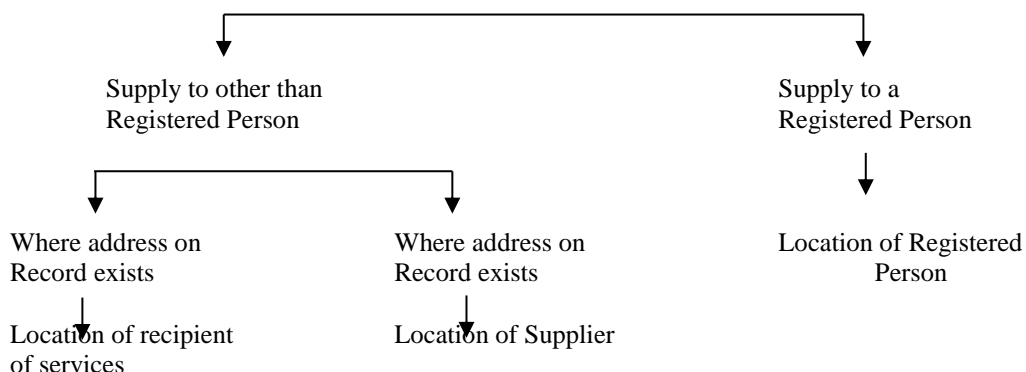 Supply to other than
Registered Person
Supply to a
Registered Person
Where address on
Record exists
Where address on
Record exists
Location of Registered
Person
Location of recipient
of services
Location of Supplier